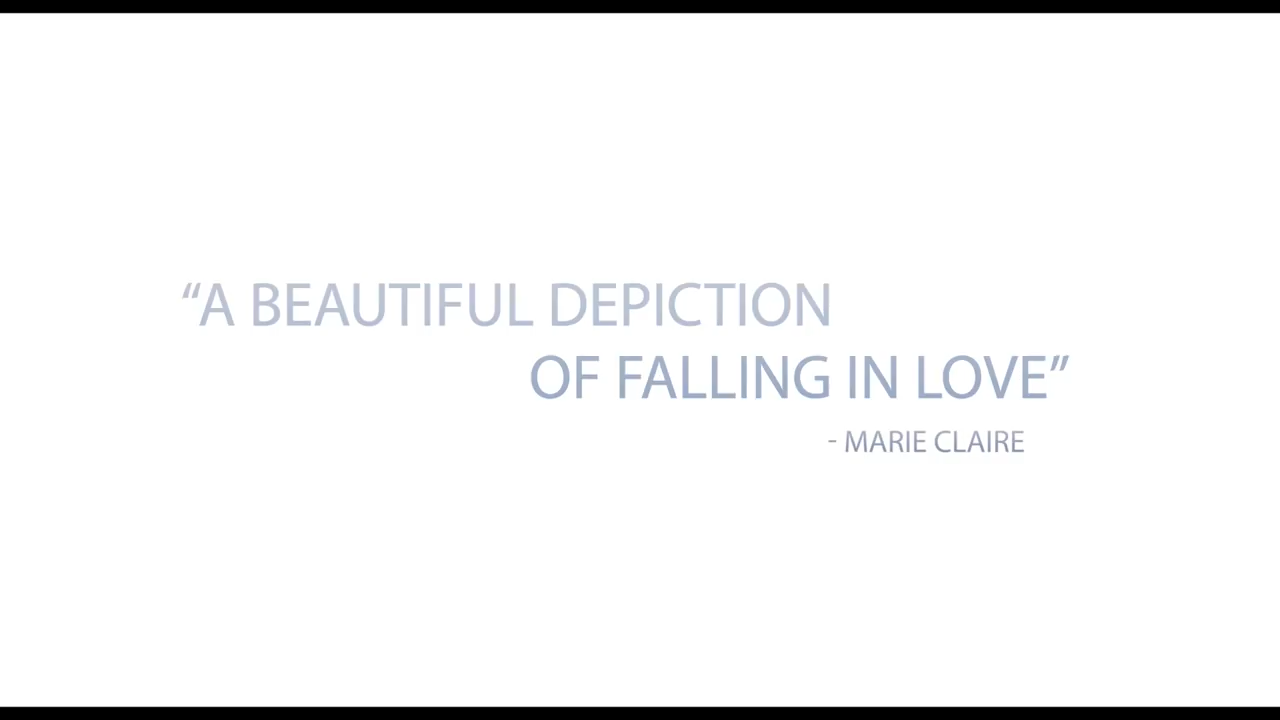 “A BEAUTIFUL DEPICTION
OF FALLING IN LOVE”
- MARIE CLAIRE